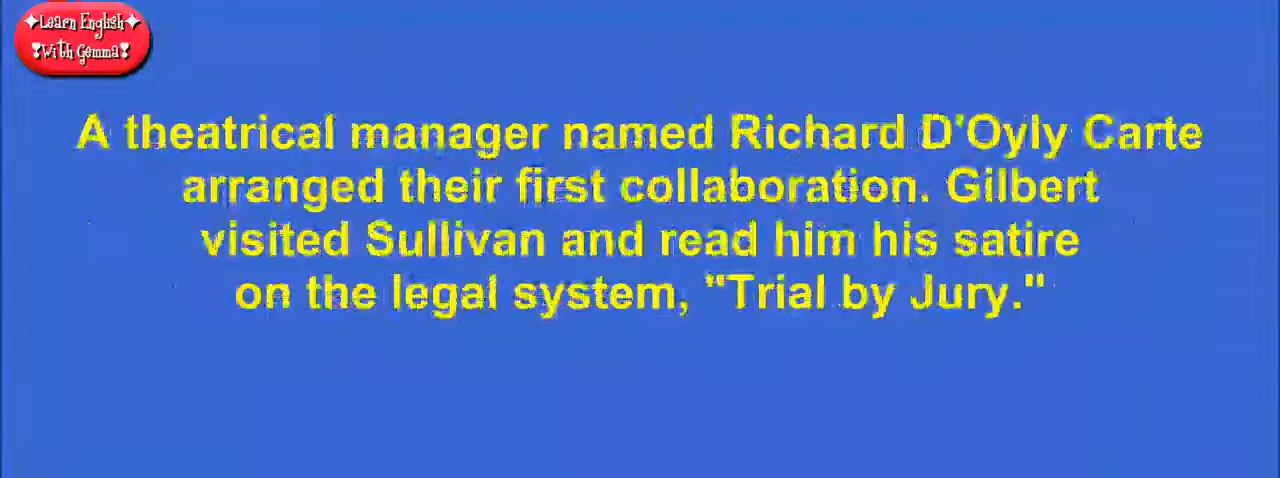 Learn English
With Gemma
A theatrical manager named Richard D'Oyly Carte
arranged their first collaboration. Gilbert
visited Sullivan and read him his satire
on the legal system, "Trial by Jury."